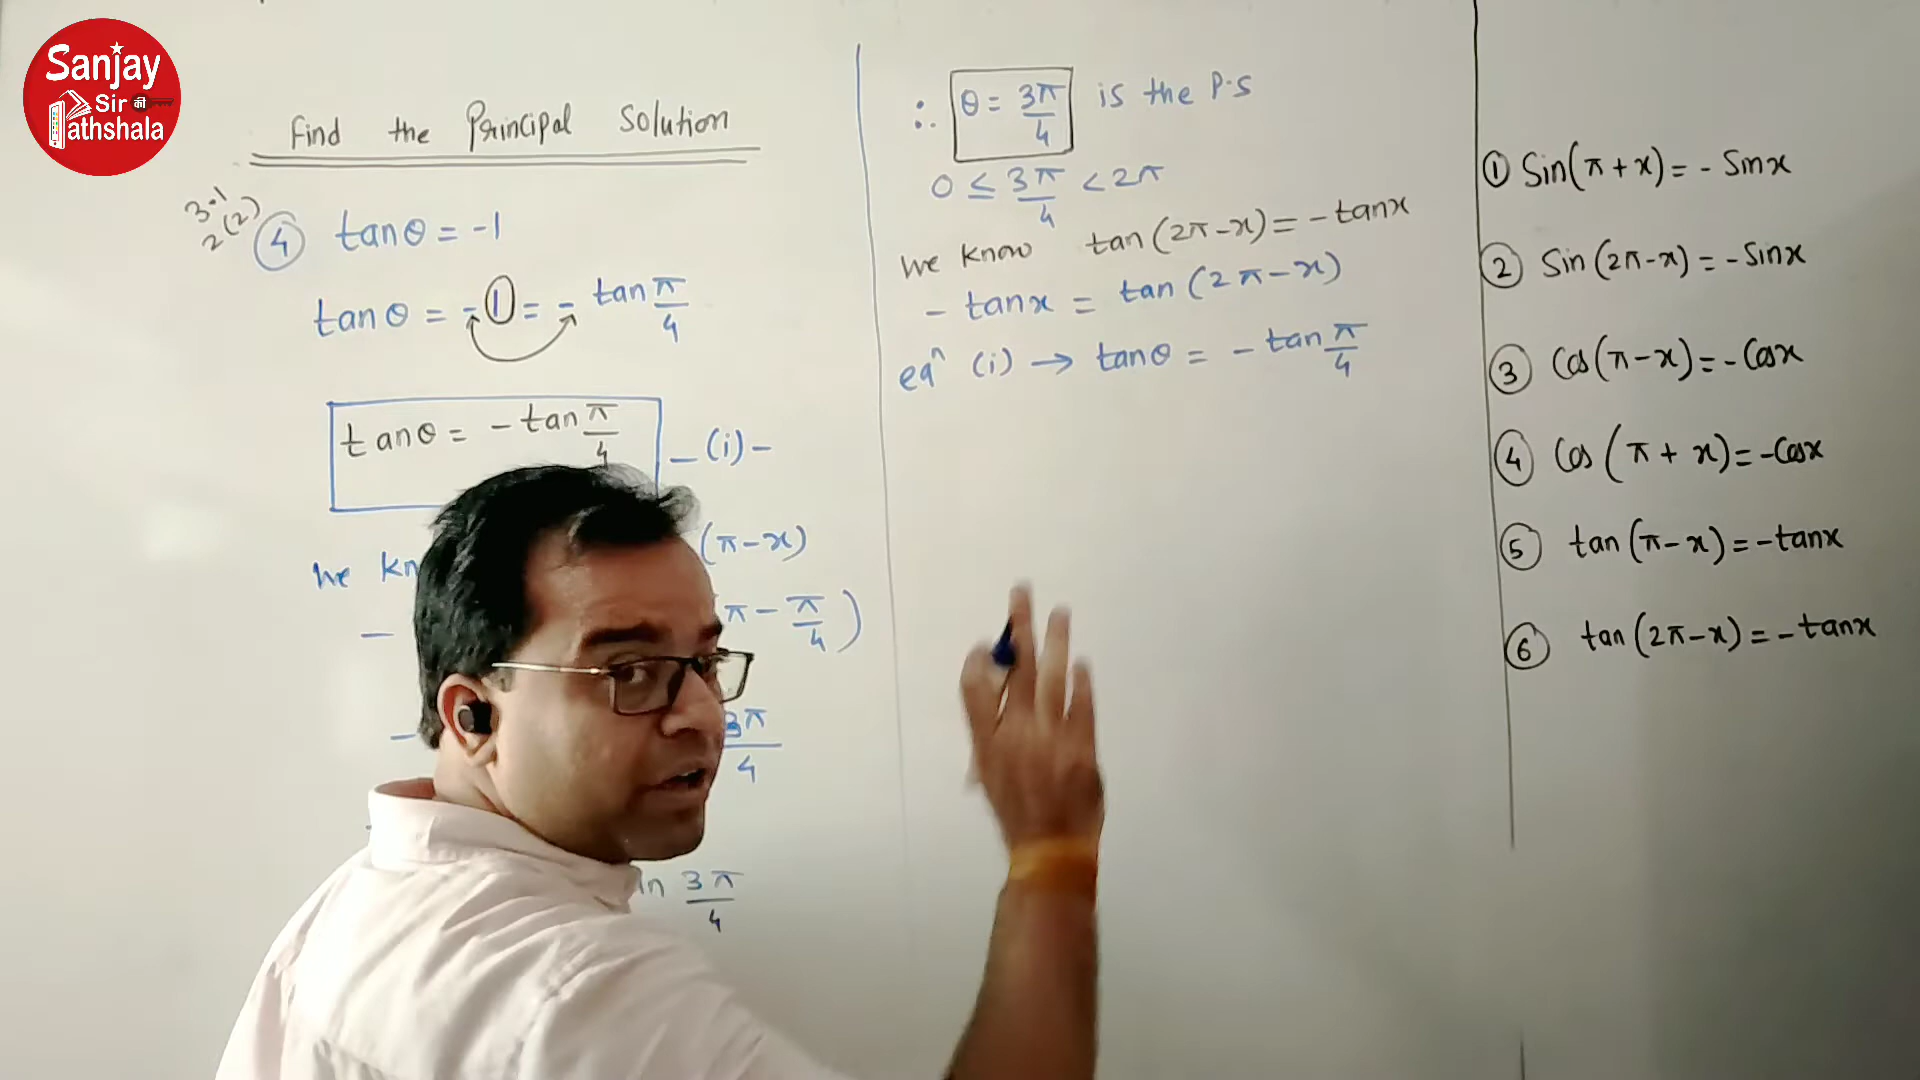 Sanjay
Sir की
Pathshala
Find the Principal Solution
3.1
2 (2)
④ tanθ = -1
tanθ = -1 = - tan π/4
tanθ = - tan π/4 _ (i) -
We kn (π-x)
- π - π/4 )
- 3π/4
3π/4
∴ θ = 3π/4 is the P.S
0 ≤ 3π/4 < 2π
We know tan (2π-x) = - tanx
- tanx = tan (2π-x)
eqⁿ (i) → tanθ = - tan π/4
① Sin(π + x) = - Sinx
② Sin (2π-x) = - Sinx
③ Cos(π-x) = - Cosx
④ Cos (π + x) = -Cosx
⑤ tan (π-x) = -tanx
⑥ tan (2π-x) = -tanx